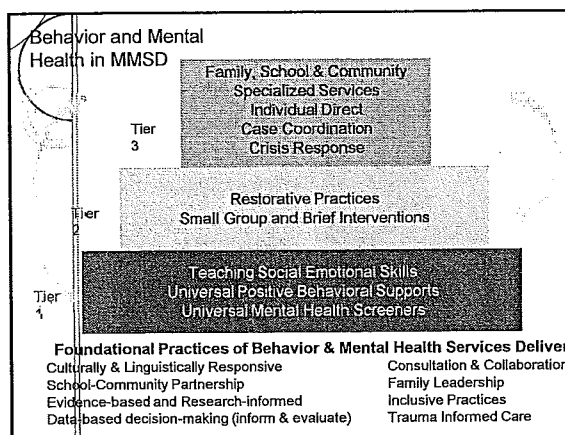 Behavior and Mental
Health in MMSD
Family, School & Community
Specialized Services
Individual Direct
Case Coordination
Crisis Response
Tier
3
Restorative Practices
Small Group and Brief Interventions
Tier
2
Teaching Social Emotional Skills
Universal Positive Behavioral Supports
Universal Mental Health Screeners
Tier
1
Foundational Practices of Behavior & Mental Health Services Deliver
Culturally & Linguistically Responsive
School-Community Partnership
Evidence-based and Research-informed
Data-based decision-making (inform & evaluate)
Consultation & Collaboration
Family Leadership
Inclusive Practices
Trauma Informed Care